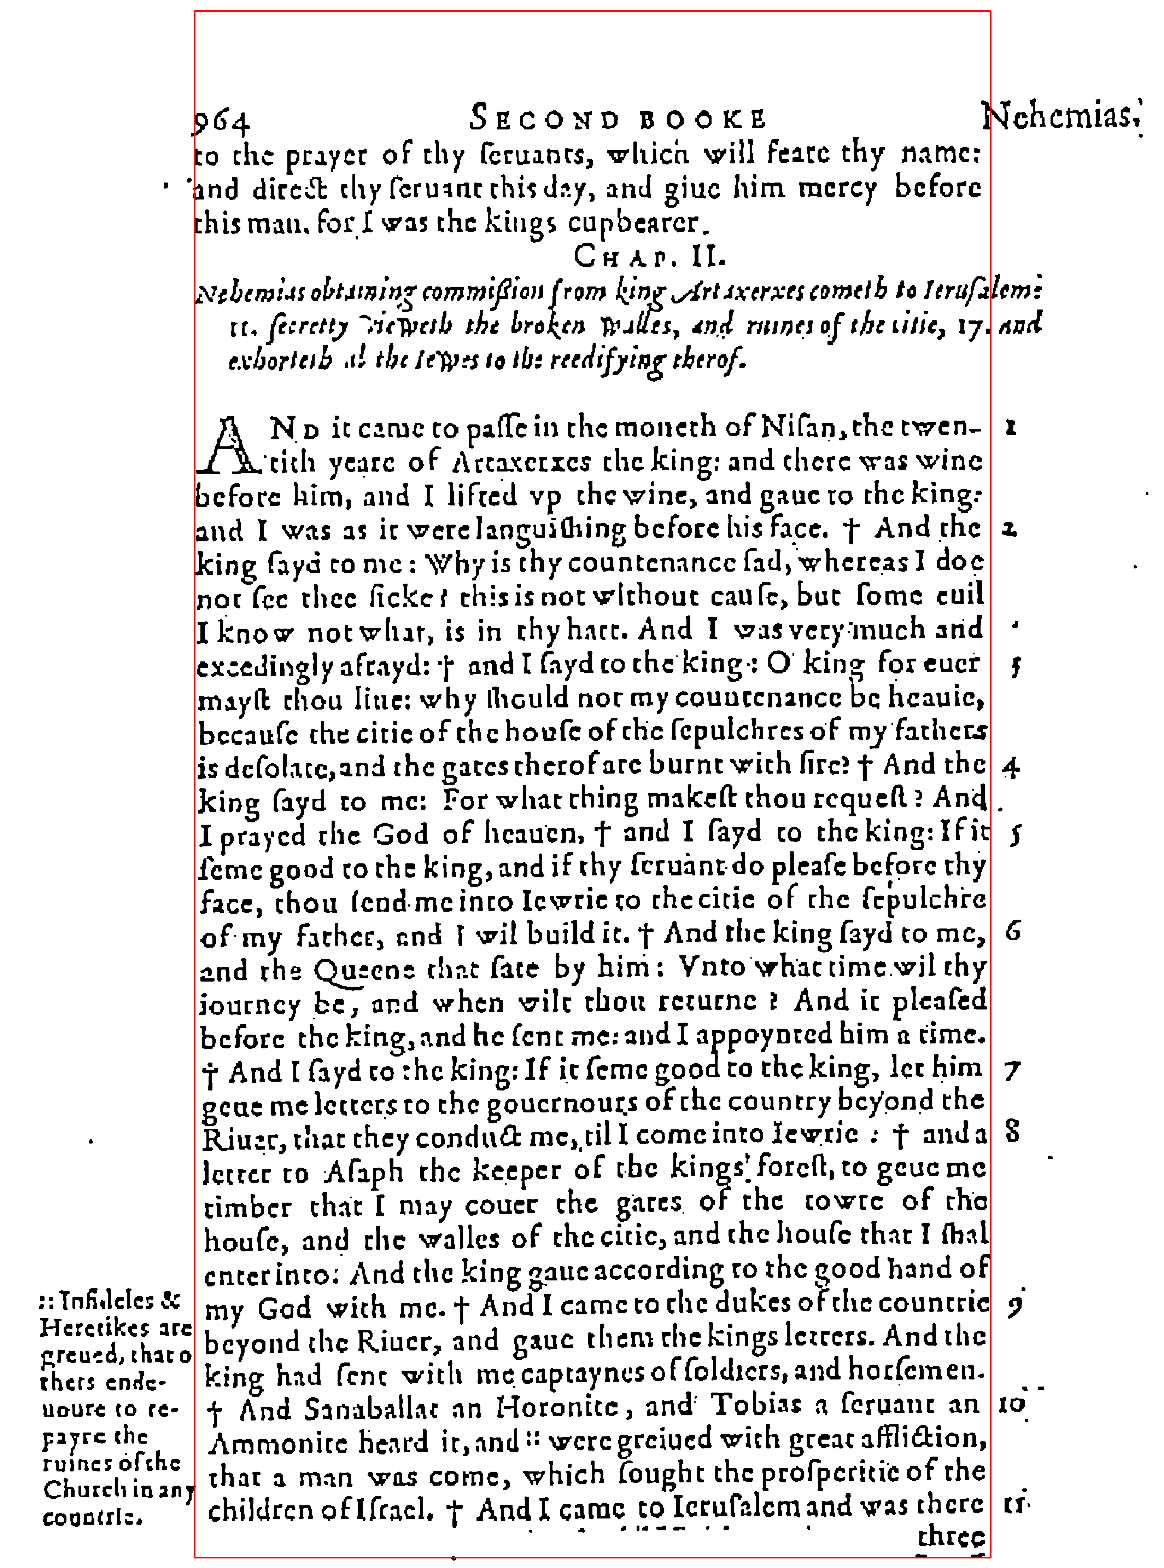 964 SECOND BOOKE Nehemias.
to the prayer of thy ſeruants, which will feare thy name:
and direct thy ſeruant this day, and giue him mercy before
this man. for I was the kings cupbearer.
CHAP. II.
Nehemias obtaining commiſsion from king Artaxerxes cometh to Ieruſalem:
11. ſecretly vieweth the broken walles, and ruines of the citie, 17. and
exhorteth al the Iewes to the reedifying therof.
AND it came to paſſe in the moneth of Niſan, the twen- 1
tith yeare of Artaxerxes the king: and there was wine
before him, and I lifted vp the wine, and gaue to the king:
and I was as it were languiſhing before his face. † And the 2
king ſayd to me: Why is thy countenance ſad, whereas I doe
not ſee thee ſicke? this is not without cauſe, but ſome euil
I know not what, is in thy hart. And I was very much and
exceedingly afrayd: † and I ſayd to the king: O king for euer 3
mayſt thou liue: why ſhould not my countenance be heauie,
becauſe the citie of the houſe of the ſepulchres of my fathers
is deſolate, and the gates therof are burnt with fire? † And the 4
king ſayd to me: For what thing makeſt thou requeſt? And
I prayed the God of heauen, † and I ſayd to the king: If it 5
ſeme good to the king, and if thy ſeruant do pleaſe before thy
face, thou ſend me into Iewrie to the citie of the ſepulchre
of my father, and I wil build it. † And the king ſayd to me, 6
and the Queene that ſate by him: Vnto what time wil thy
iourney be, and when wilt thou returne? And it pleaſed
before the king, and he ſent me: and I appoynted him a time.
† And I ſayd to the king: If it ſeme good to the king, let him 7
geue me letters to the gouernours of the country beyond the
Riuer, that they conduct me, til I come into Iewrie: † and a 8
letter to Aſaph the keeper of the kings foreſt, to geue me
timber that I may couer the gates of the towre of the
houſe, and the walles of the citie, and the houſe that I ſhal
enter into: And the king gaue according to the good hand of
my God with me. † And I came to the dukes of the countrie 9
beyond the Riuer, and gaue them the kings letters. And the
king had ſent with me captaynes of ſoldiers, and horſemen.
† And Sanaballat an Horonite, and Tobias a ſeruant an 10
Ammonite heard it, and :: were greiued with great affliction,
that a man was come, which ſought the proſperitie of the
children of Iſrael. † And I came to Ieruſalem and was there 11
three
:: Infideles &
Heretikes are
greued, that o
thers ende-
uoure to re-
payre the
ruines of the
Church in any
countrie.